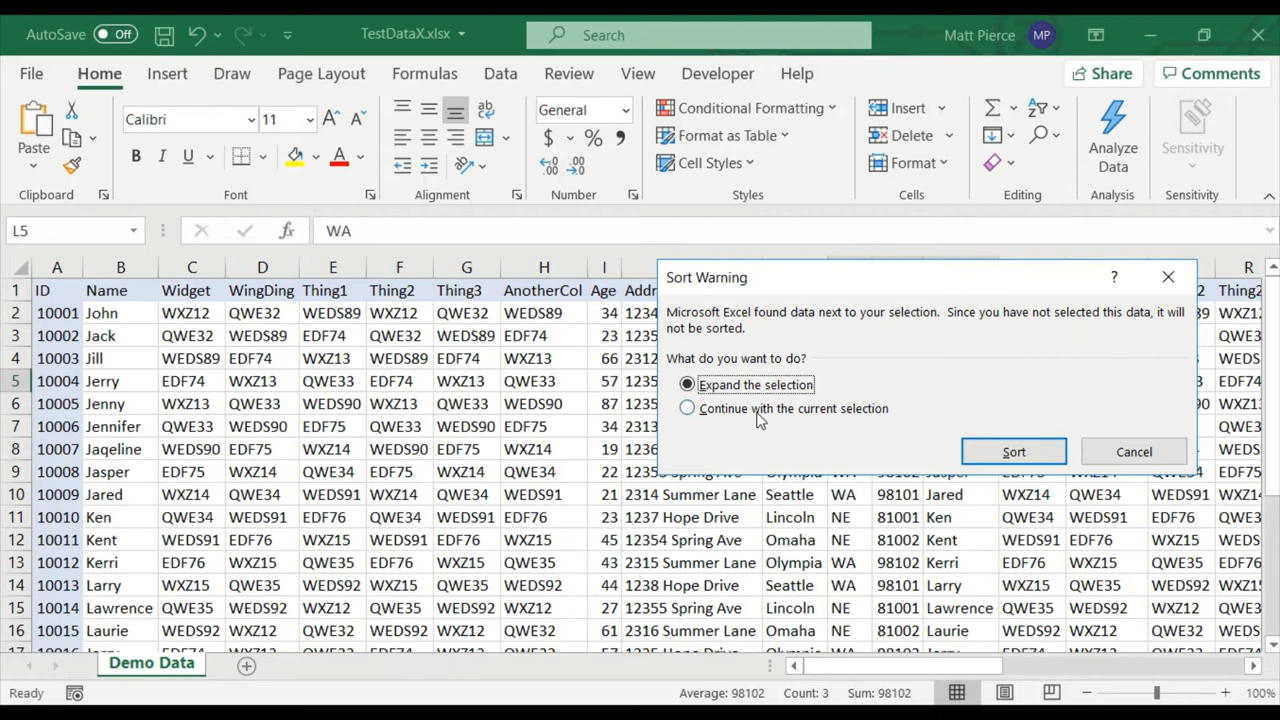 AutoSave Off TestDataX.xlsx Search Matt Pierce MP
File Home Insert Draw Page Layout Formulas Data Review View Developer Help Share Comments
Calibri 11 General Conditional Formatting Insert
Paste Format as Table Delete Analyze Data Sensitivity
B I U A $ % Cell Styles Format
Clipboard Font Alignment Number Styles Cells Editing Analysis Sensitivity
L5 fx WA
A B C D E F G H I R
1 ID Name Widget WingDing Thing1 Thing2 Thing3 AnotherCol Age
2 10001 John WXZ12 QWE32 WEDS89 WXZ12 QWE32 WEDS89 34
3 10002 Jack QWE32 WEDS89 EDF74 QWE32 WEDS89 EDF74 23
4 10003 Jill WEDS89 EDF74 WXZ13 WEDS89 EDF74 WXZ13 66
5 10004 Jerry EDF74 WXZ13 QWE33 EDF74 WXZ13 QWE33 57
6 10005 Jenny WXZ13 QWE33 WEDS90 WXZ13 QWE33 WEDS90 87
7 10006 Jennifer QWE33 WEDS90 EDF75 QWE33 WEDS90 EDF75 34
8 10007 Jaqeline WEDS90 EDF75 WXZ14 WEDS90 EDF75 WXZ14 19
9 10008 Jasper EDF75 WXZ14 QWE34 EDF75 WXZ14 QWE34 22
Sort Warning ?
Microsoft Excel found data next to your selection. Since you have not selected this data, it will
not be sorted.
What do you want to do?
Expand the selection
Continue with the current selection
Sort Cancel
10 10009 Jared WXZ14 QWE34 WEDS91 WXZ14 QWE34 WEDS91 21 2314 Summer Lane Seattle WA 98101 Jared WXZ14 QWE34 WEDS91
11 10010 Ken QWE34 WEDS91 EDF76 QWE34 WEDS91 EDF76 23 1237 Hope Drive Lincoln NE 81001 Ken QWE34 WEDS91 EDF76
12 10011 Kent WEDS91 EDF76 WXZ15 WEDS91 EDF76 WXZ15 45 12354 Spring Ave Omaha NE 81002 Kent WEDS91 EDF76 WXZ15
13 10012 Kerri EDF76 WXZ15 QWE35 EDF76 WXZ15 QWE35 43 2315 Summer Lane Olympia WA 98102 Kerri EDF76 WXZ15 QWE35 EDF76
14 10013 Larry WXZ15 QWE35 WEDS92 WXZ15 QWE35 WEDS92 44 1238 Hope Drive Seattle WA 98101 Larry WXZ15 QWE35 WEDS92
15 10014 Lawrence QWE35 WEDS92 WXZ12 QWE35 WEDS92 WXZ12 27 12355 Spring Ave Lincoln NE 81001 Lawrence QWE35 WEDS92 WXZ12 QWE35
16 10015 Laurie WEDS92 WXZ12 QWE32 WEDS92 WXZ12 QWE32 61 2316 Summer Lane Omaha NE 81002 Laurie WEDS92 WXZ12 QWE32
Demo Data
Ready Average: 98102 Count: 3 Sum: 98102 100%